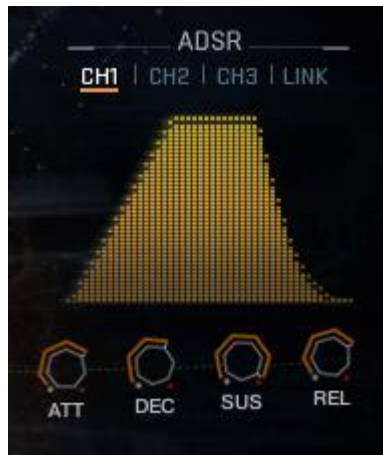 ADSR
CH1 | CH2 | CH3 | LINK
ATT DEC SUS REL